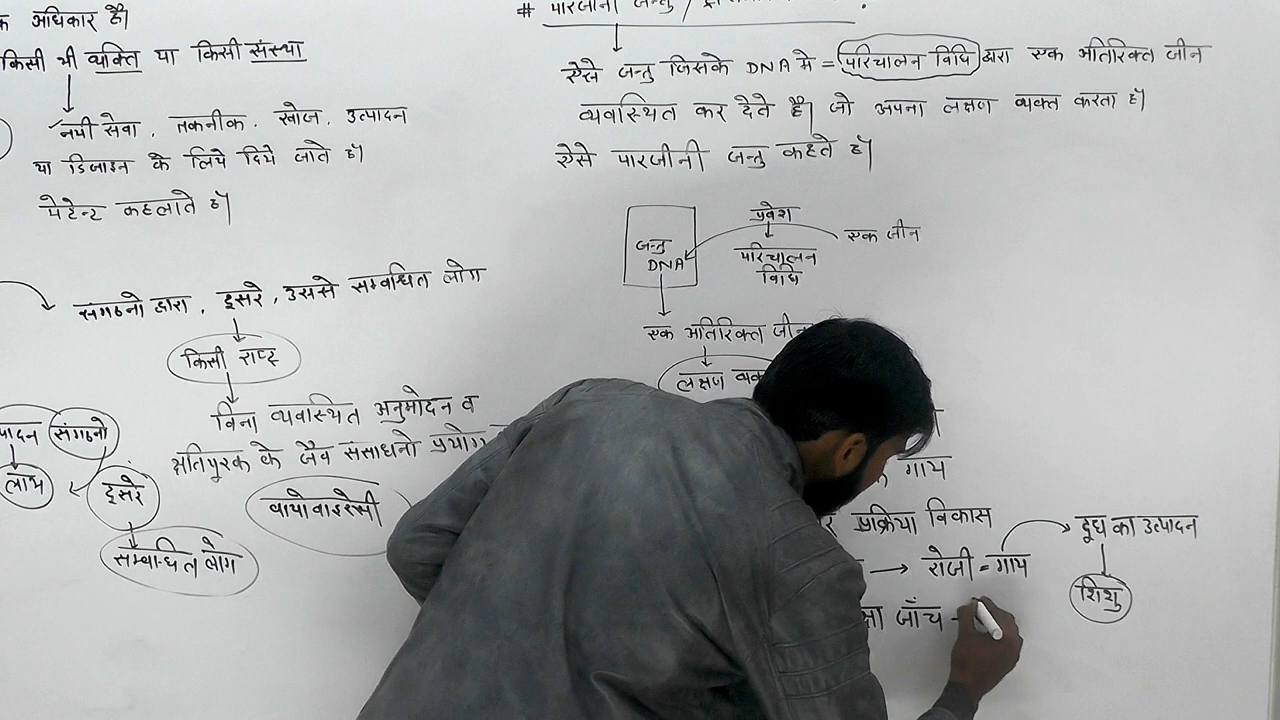 अधिकार है।
किसी भी व्यक्ति या किसी संस्था
नयी सेवा, तकनीक, खोज, उत्पादन
या डिजाइन के लिये दिये जाते हैं।
पेटेन्ट कहलाते हैं।
संगठनो द्वारा, दूसरे, उससे सम्बंधित लोग
किसी राष्ट्र
बिना व्यवस्थित अनुमोदन व
क्षतिपूरक के जैव संसाधनो प्रयोग
संगठनो
लाभ
दूसरे
बायोपाइरेसी
सम्बन्धित लोग
# पारजीनी जन्तु /
ऐसे जन्तु जिसके DNA मे = परिचालन विधि द्वारा एक अतिरिक्त जीन
व्यवस्थित कर देते हैं। जो अपना लक्षण व्यक्त करता हैं।
ऐसे पारजीनी जन्तु कहते हैं।
जन्तु
DNA
प्रवेश
परिचालन
विधि
एक जीन
एक अतिरिक्त जीन
लक्षण
गाय
प्रक्रिया विकास
→ रोजी = गाय
दूध का उत्पादन
शिशु
जाँच -